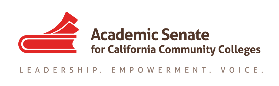 Academic Senate
for California Community Colleges
LEADERSHIP. EMPOWERMENT. VOICE.